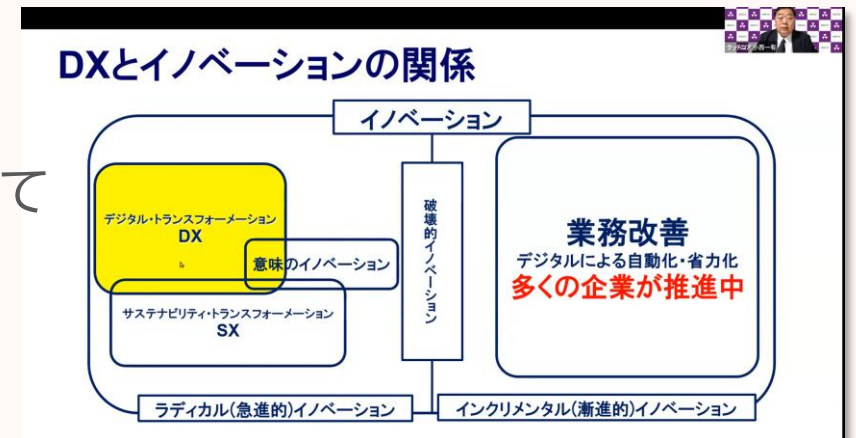 DXとイノベーションの関係
イノベーション
て
デジタル・トランスフォーメーション
DX
意味のイノベーション
サステナビリティ・トランスフォーメーション
SX
破壊的イノベーション
業務改善
デジタルによる自動化・省力化
多くの企業が推進中
ラディカル(急進的)イノベーション
インクリメンタル(漸進的)イノベーション